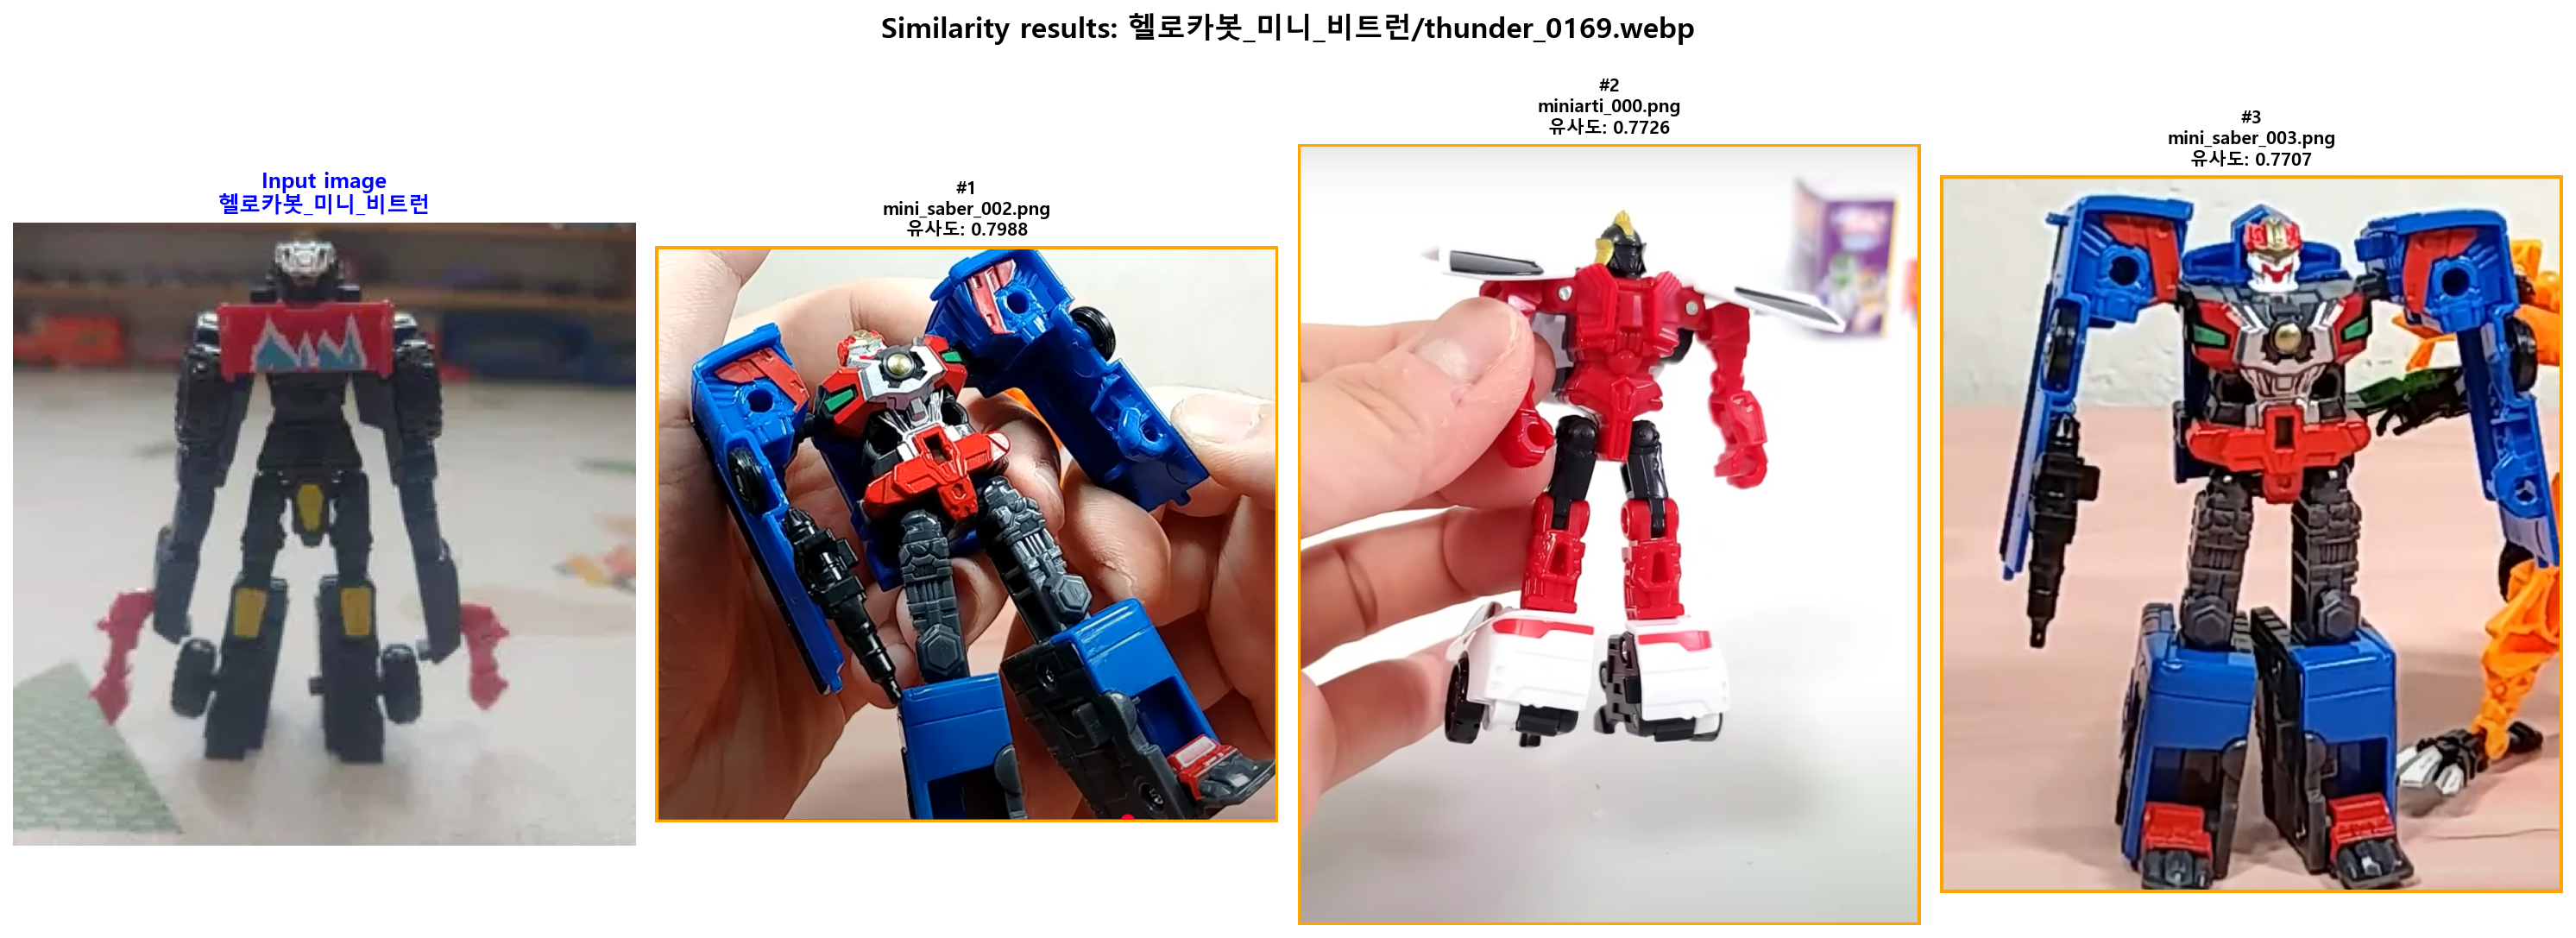 Similarity results: 헬로카봇_미니_비트런/thunder_0169.webp
Input image
헬로카봇_미니_비트런
#1
mini_saber_002.png
유사도: 0.7988
#2
miniarti_000.png
유사도: 0.7726
#3
mini_saber_003.png
유사도: 0.7707